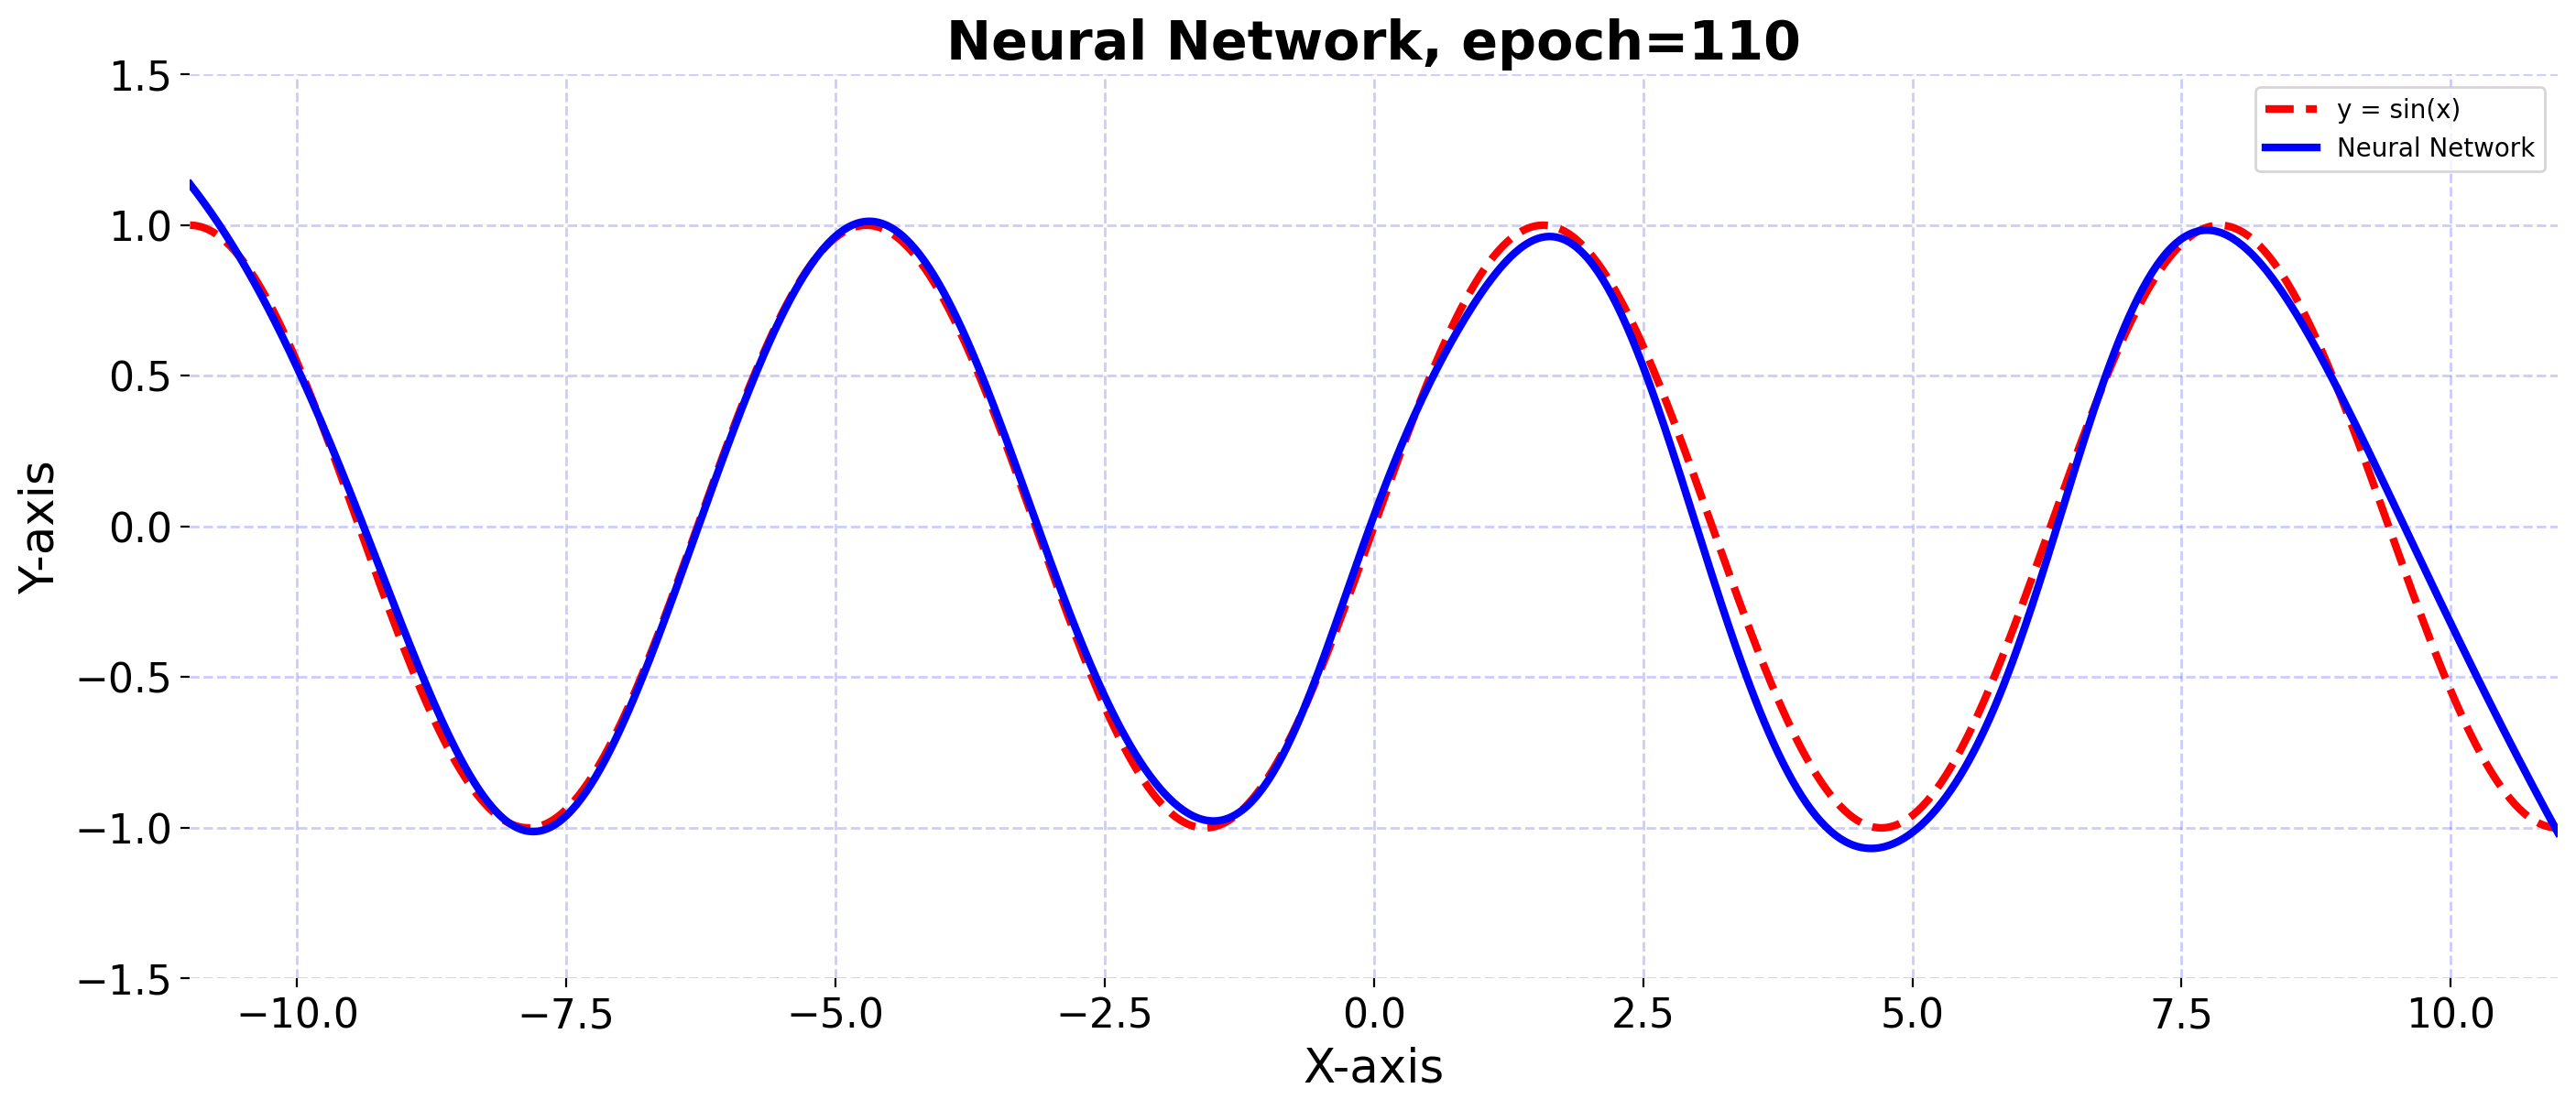 Neural Network, epoch=110
1.5
1.0
0.5
0.0
−0.5
−1.0
−1.5
Y-axis
y = sin(x)
Neural Network
−10.0 −7.5 −5.0 −2.5 0.0 2.5 5.0 7.5 10.0
X-axis